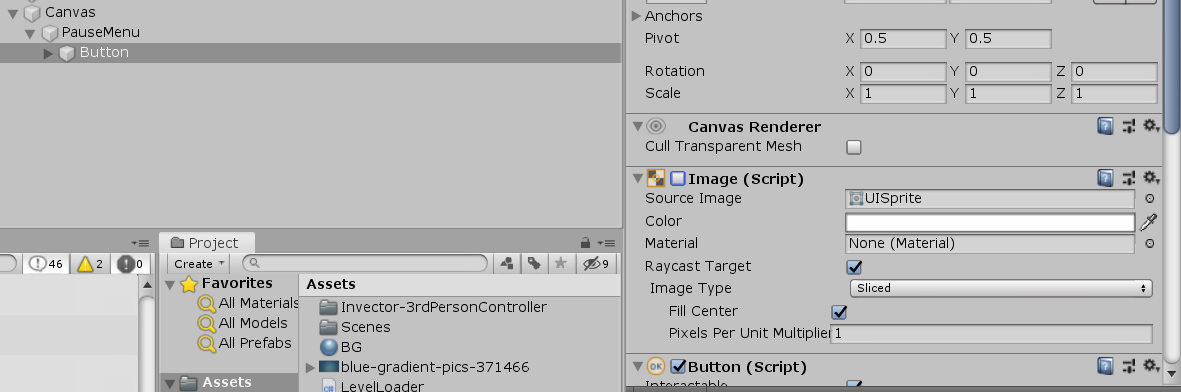 Canvas
PauseMenu
Button
Anchors
Pivot X 0.5 Y 0.5
Rotation X 0 Y 0 Z 0
Scale X 1 Y 1 Z 1
Canvas Renderer
Cull Transparent Mesh
Image (Script)
Source Image UISprite
Color
Material None (Material)
Raycast Target
Image Type Sliced
Fill Center
Pixels Per Unit Multiplier 1
OK Button (Script)
Interactable
Project
46 2 0
Create 9
Favorites
All Materials
All Models
All Prefabs
Assets
Assets
Invector-3rdPersonController
Scenes
BG
blue-gradient-pics-371466
LevelLoader